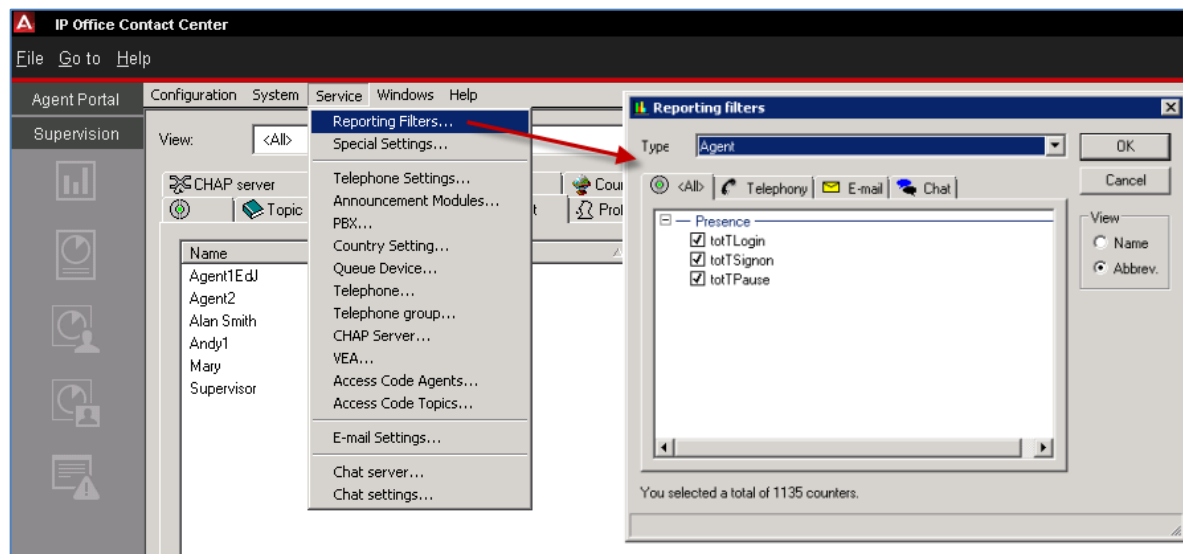 IP Office Contact Center
File Go to Help
Agent Portal
Supervision
Configuration System Service Windows Help
View: <All>
CHAP server
Topic
Name
Agent1EdJ
Agent2
Alan Smith
Andy1
Mary
Supervisor
Reporting Filters...
Special Settings...
Telephone Settings...
Announcement Modules...
PBX...
Country Setting...
Queue Device...
Telephone...
Telephone group...
CHAP Server...
VEA...
Access Code Agents...
Access Code Topics...
E-mail Settings...
Chat server...
Chat settings...
Cou
t
Reporting filters
Type Agent
OK
Cancel
<All> Telephony E-mail Chat
Presence
totTLogin
totTSignon
totTPause
View
Name
Abbrev.
You selected a total of 1135 counters.